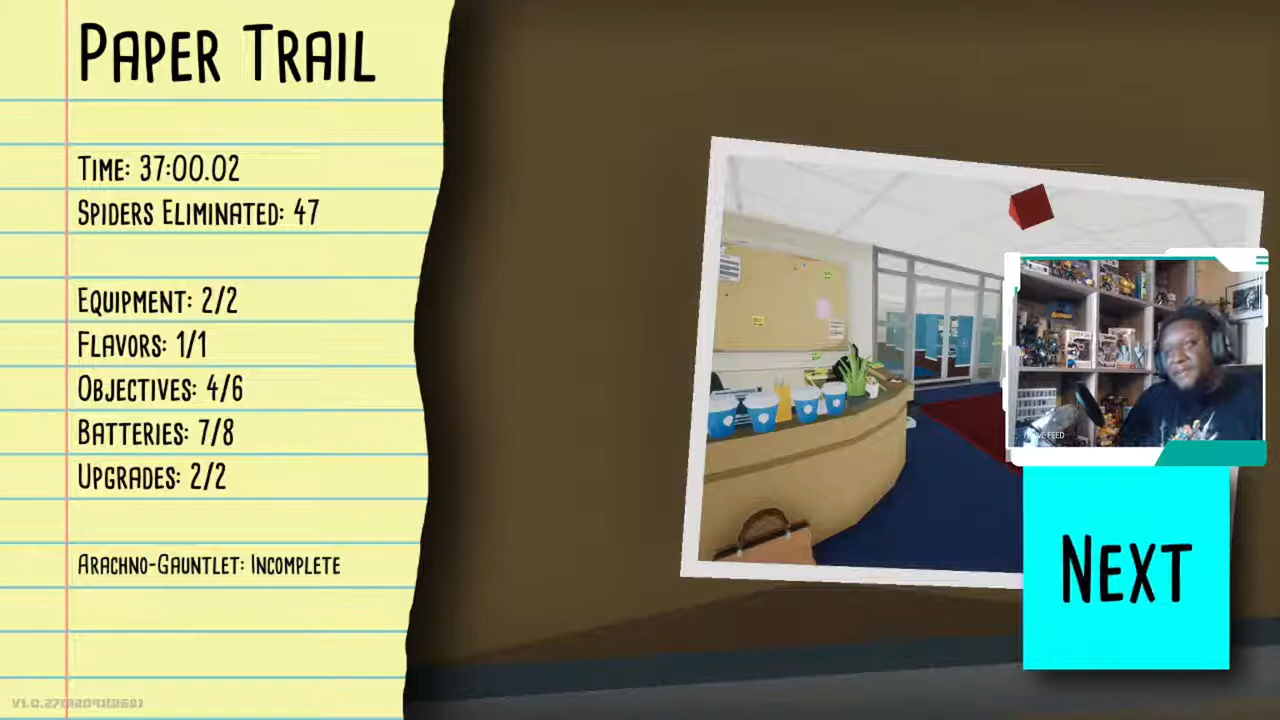 PAPER TRAIL
TIME: 37:00.02
SPIDERS ELIMINATED: 47
EQUIPMENT: 2/2
FLAVORS: 1/1
OBJECTIVES: 4/6
BATTERIES: 7/8
UPGRADES: 2/2
ARACHNO-GAUNTLET: INCOMPLETE
NEXT